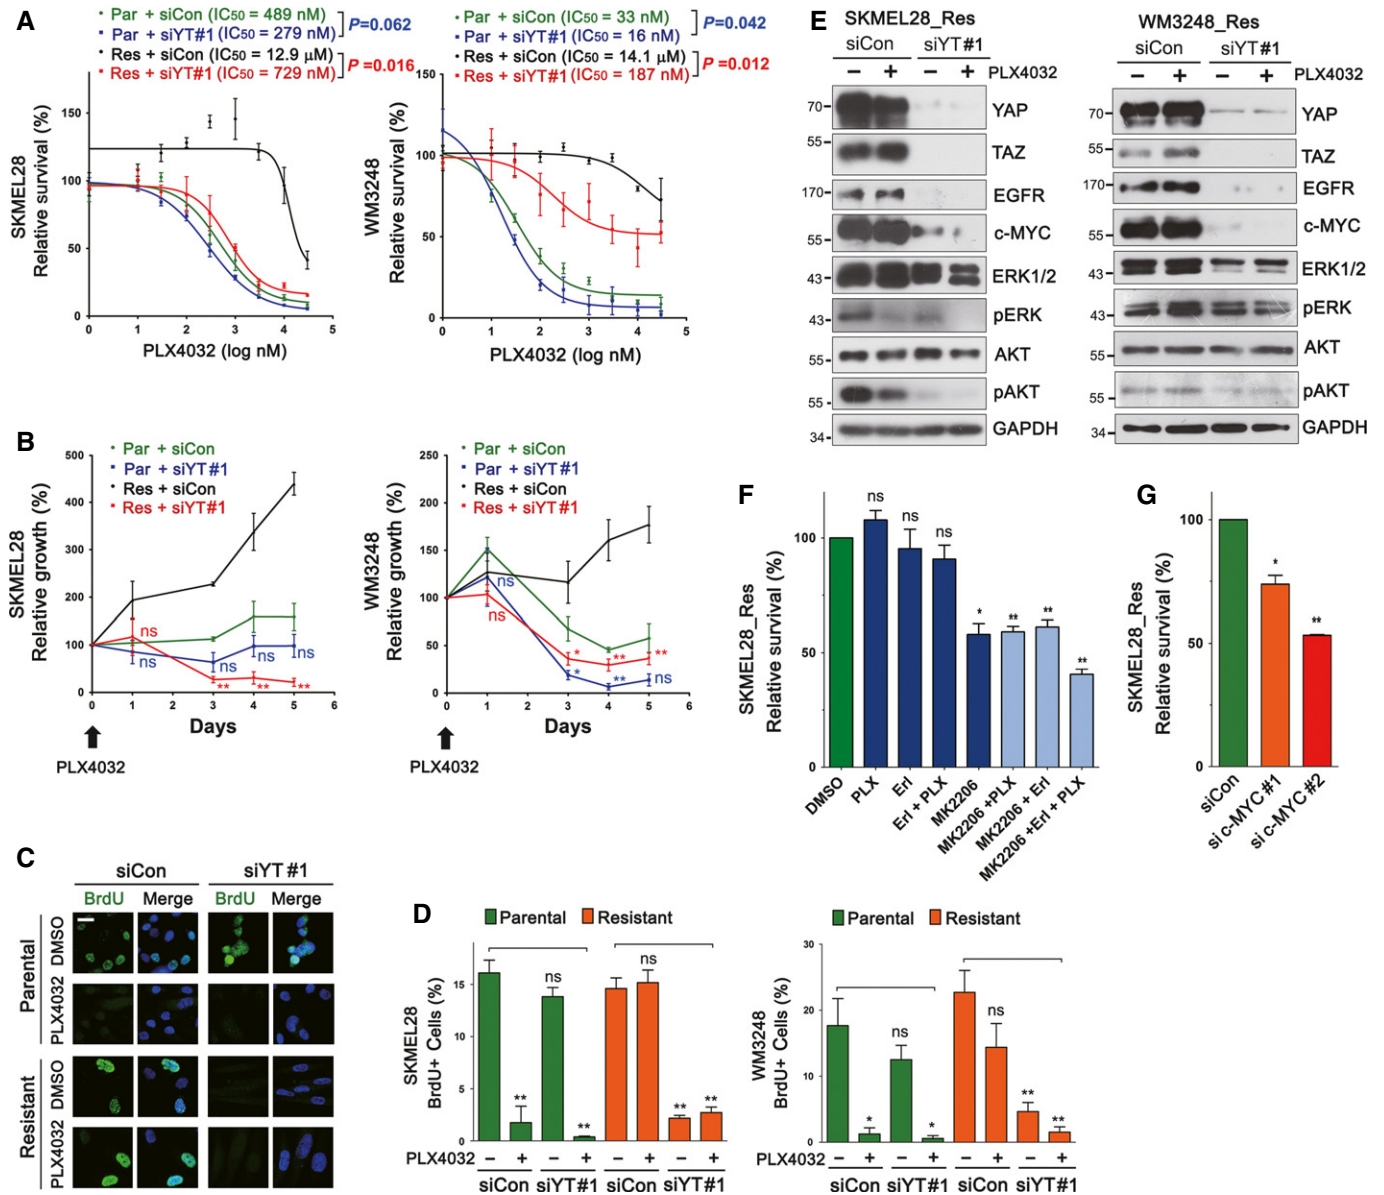 A
Par + siCon (IC50 = 489 nM)
Par + siYT#1 (IC50 = 279 nM)
P=0.062
Res + siCon (IC50 = 12.9 µM)
Res + siYT#1 (IC50 = 729 nM)
P =0.016
150
100
50
0
SKMEL28
Relative survival (%)
0 1 2 3 4 5
PLX4032 (log nM)
Par + siCon (IC50 = 33 nM)
Par + siYT#1 (IC50 = 16 nM)
P=0.042
Res + siCon (IC50 = 14.1 µM)
Res + siYT#1 (IC50 = 187 nM)
P =0.012
150
100
50
0
WM3248
Relative survival (%)
0 1 2 3 4 5
PLX4032 (log nM)
B
Par + siCon
Par + siYT#1
Res + siCon
Res + siYT#1
500
400
300
200
100
0
SKMEL28
Relative growth (%)
ns
ns
ns
ns
ns
**
**
**
0 1 2 3 4 5 6
Days
PLX4032
Par + siCon
Par + siYT#1
Res + siCon
Res + siYT#1
250
200
150
100
50
0
WM3248
Relative growth (%)
ns
ns
*
*
**
**
**
ns
0 1 2 3 4 5 6
Days
PLX4032
C
siCon siYT#1
BrdU Merge BrdU Merge
Parental
DMSO
PLX4032
Resistant
DMSO
PLX4032
D
Parental Resistant
15
10
5
0
SKMEL28
BrdU+ Cells (%)
** ns ** ns ** **
PLX4032 − + − + − + − +
siCon siYT#1 siCon siYT#1
Parental Resistant
30
20
10
0
WM3248
BrdU+ Cells (%)
* ns * ns ** **
− + − + − + − +
siCon siYT#1 siCon siYT#1
E
SKMEL28_Res
siCon siYT#1
− + − + PLX4032
70 YAP
55 TAZ
170 EGFR
55 c-MYC
43 ERK1/2
43 pERK
55 AKT
55 pAKT
34 GAPDH
WM3248_Res
siCon siYT#1
− + − + PLX4032
70 YAP
55 TAZ
170 EGFR
55 c-MYC
43 ERK1/2
43 pERK
55 AKT
55 pAKT
34 GAPDH
F
100
50
0
SKMEL28_Res
Relative survival (%)
ns ns ns * ** ** **
DMSO
PLX
Erl
Erl + PLX
MK2206
MK2206 +PLX
MK2206 + Erl
MK2206 +Erl + PLX
G
100
50
0
SKMEL28_Res
Relative survival (%)
* **
siCon
si c-MYC #1
si c-MYC #2